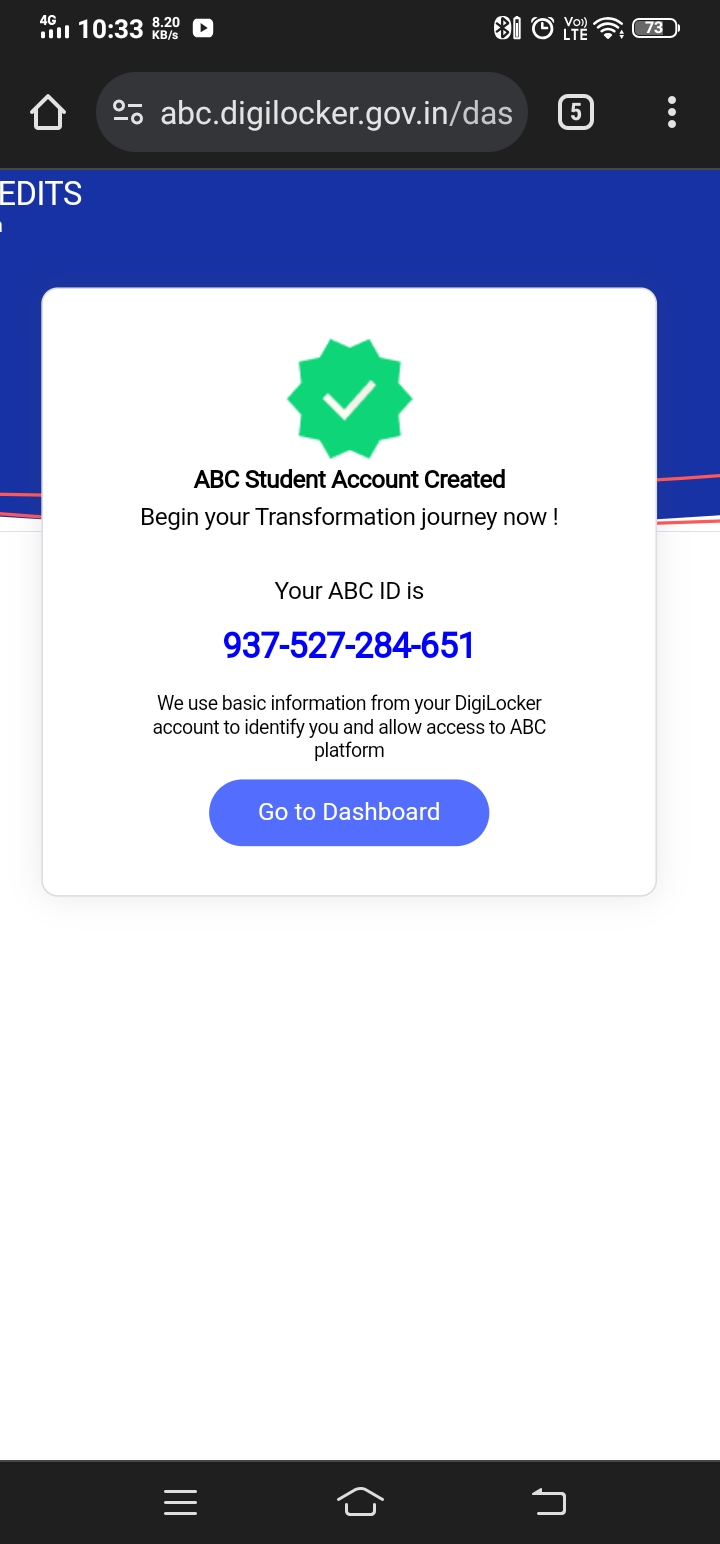 4G 10:33 8.20 KB/s Vo)) LTE 73
abc.digilocker.gov.in/das 5
EDITS
ABC Student Account Created
Begin your Transformation journey now !
Your ABC ID is
937-527-284-651
We use basic information from your DigiLocker
account to identify you and allow access to ABC
platform
Go to Dashboard